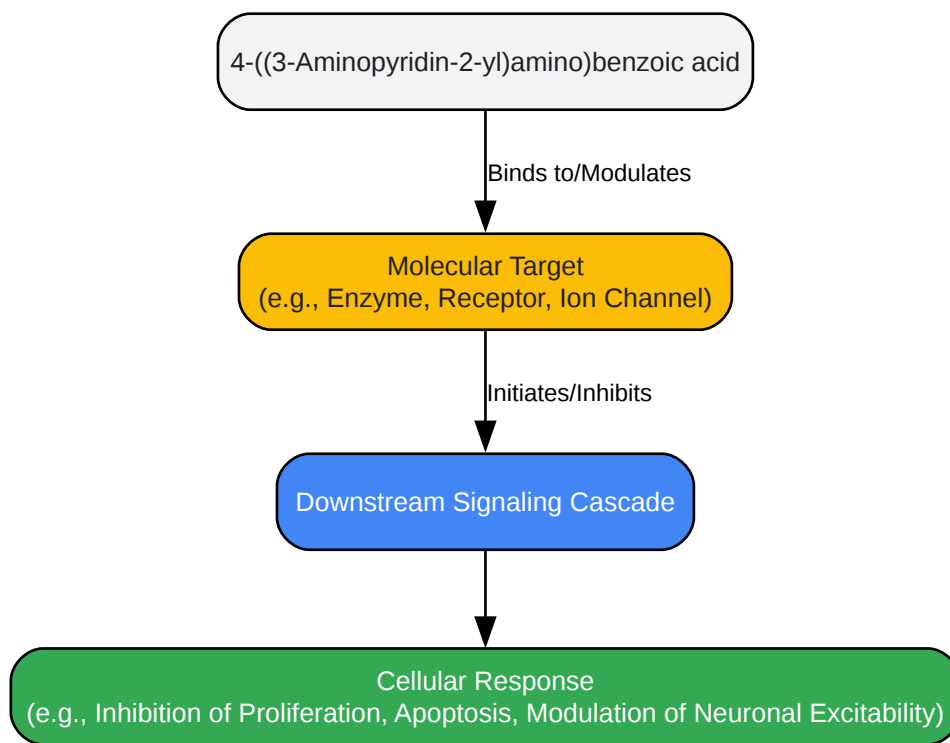 4-((3-Aminopyridin-2-yl)amino)benzoic acid
Binds to/Modulates
Molecular Target
(e.g., Enzyme, Receptor, Ion Channel)
Initiates/Inhibits
Downstream Signaling Cascade
Cellular Response
(e.g., Inhibition of Proliferation, Apoptosis, Modulation of Neuronal Excitability)